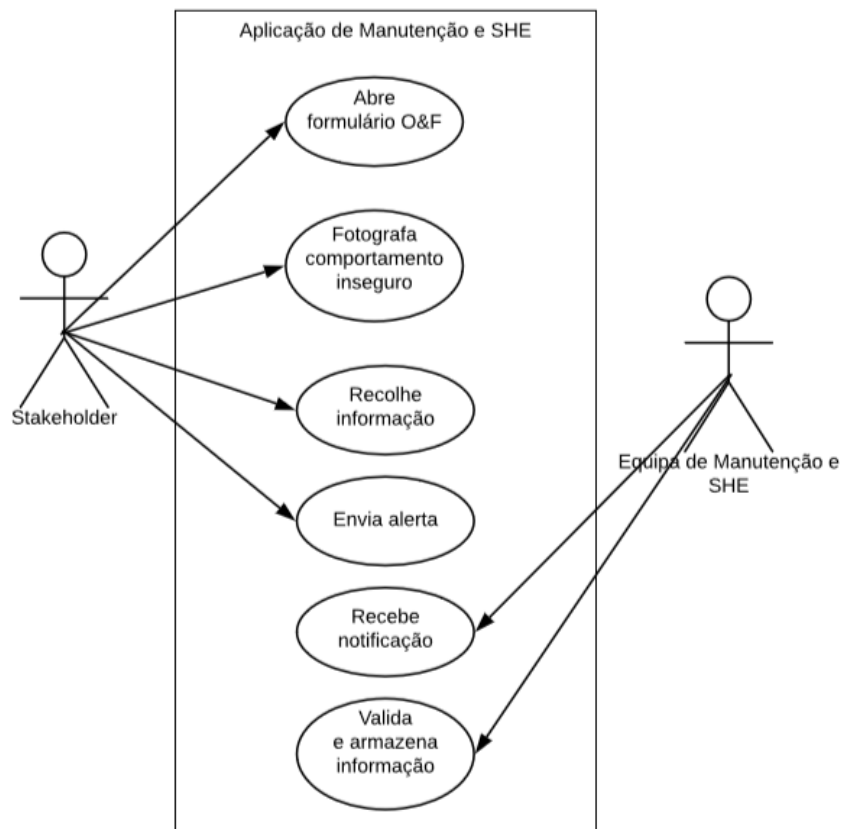 Aplicação de Manutenção e SHE
Abre
formulário O&F
Fotografa
comportamento
inseguro
Stakeholder
Recolhe
informação
Equipa de Manutenção e
SHE
Envia alerta
Recebe
notificação
Valida
e armazena
informação